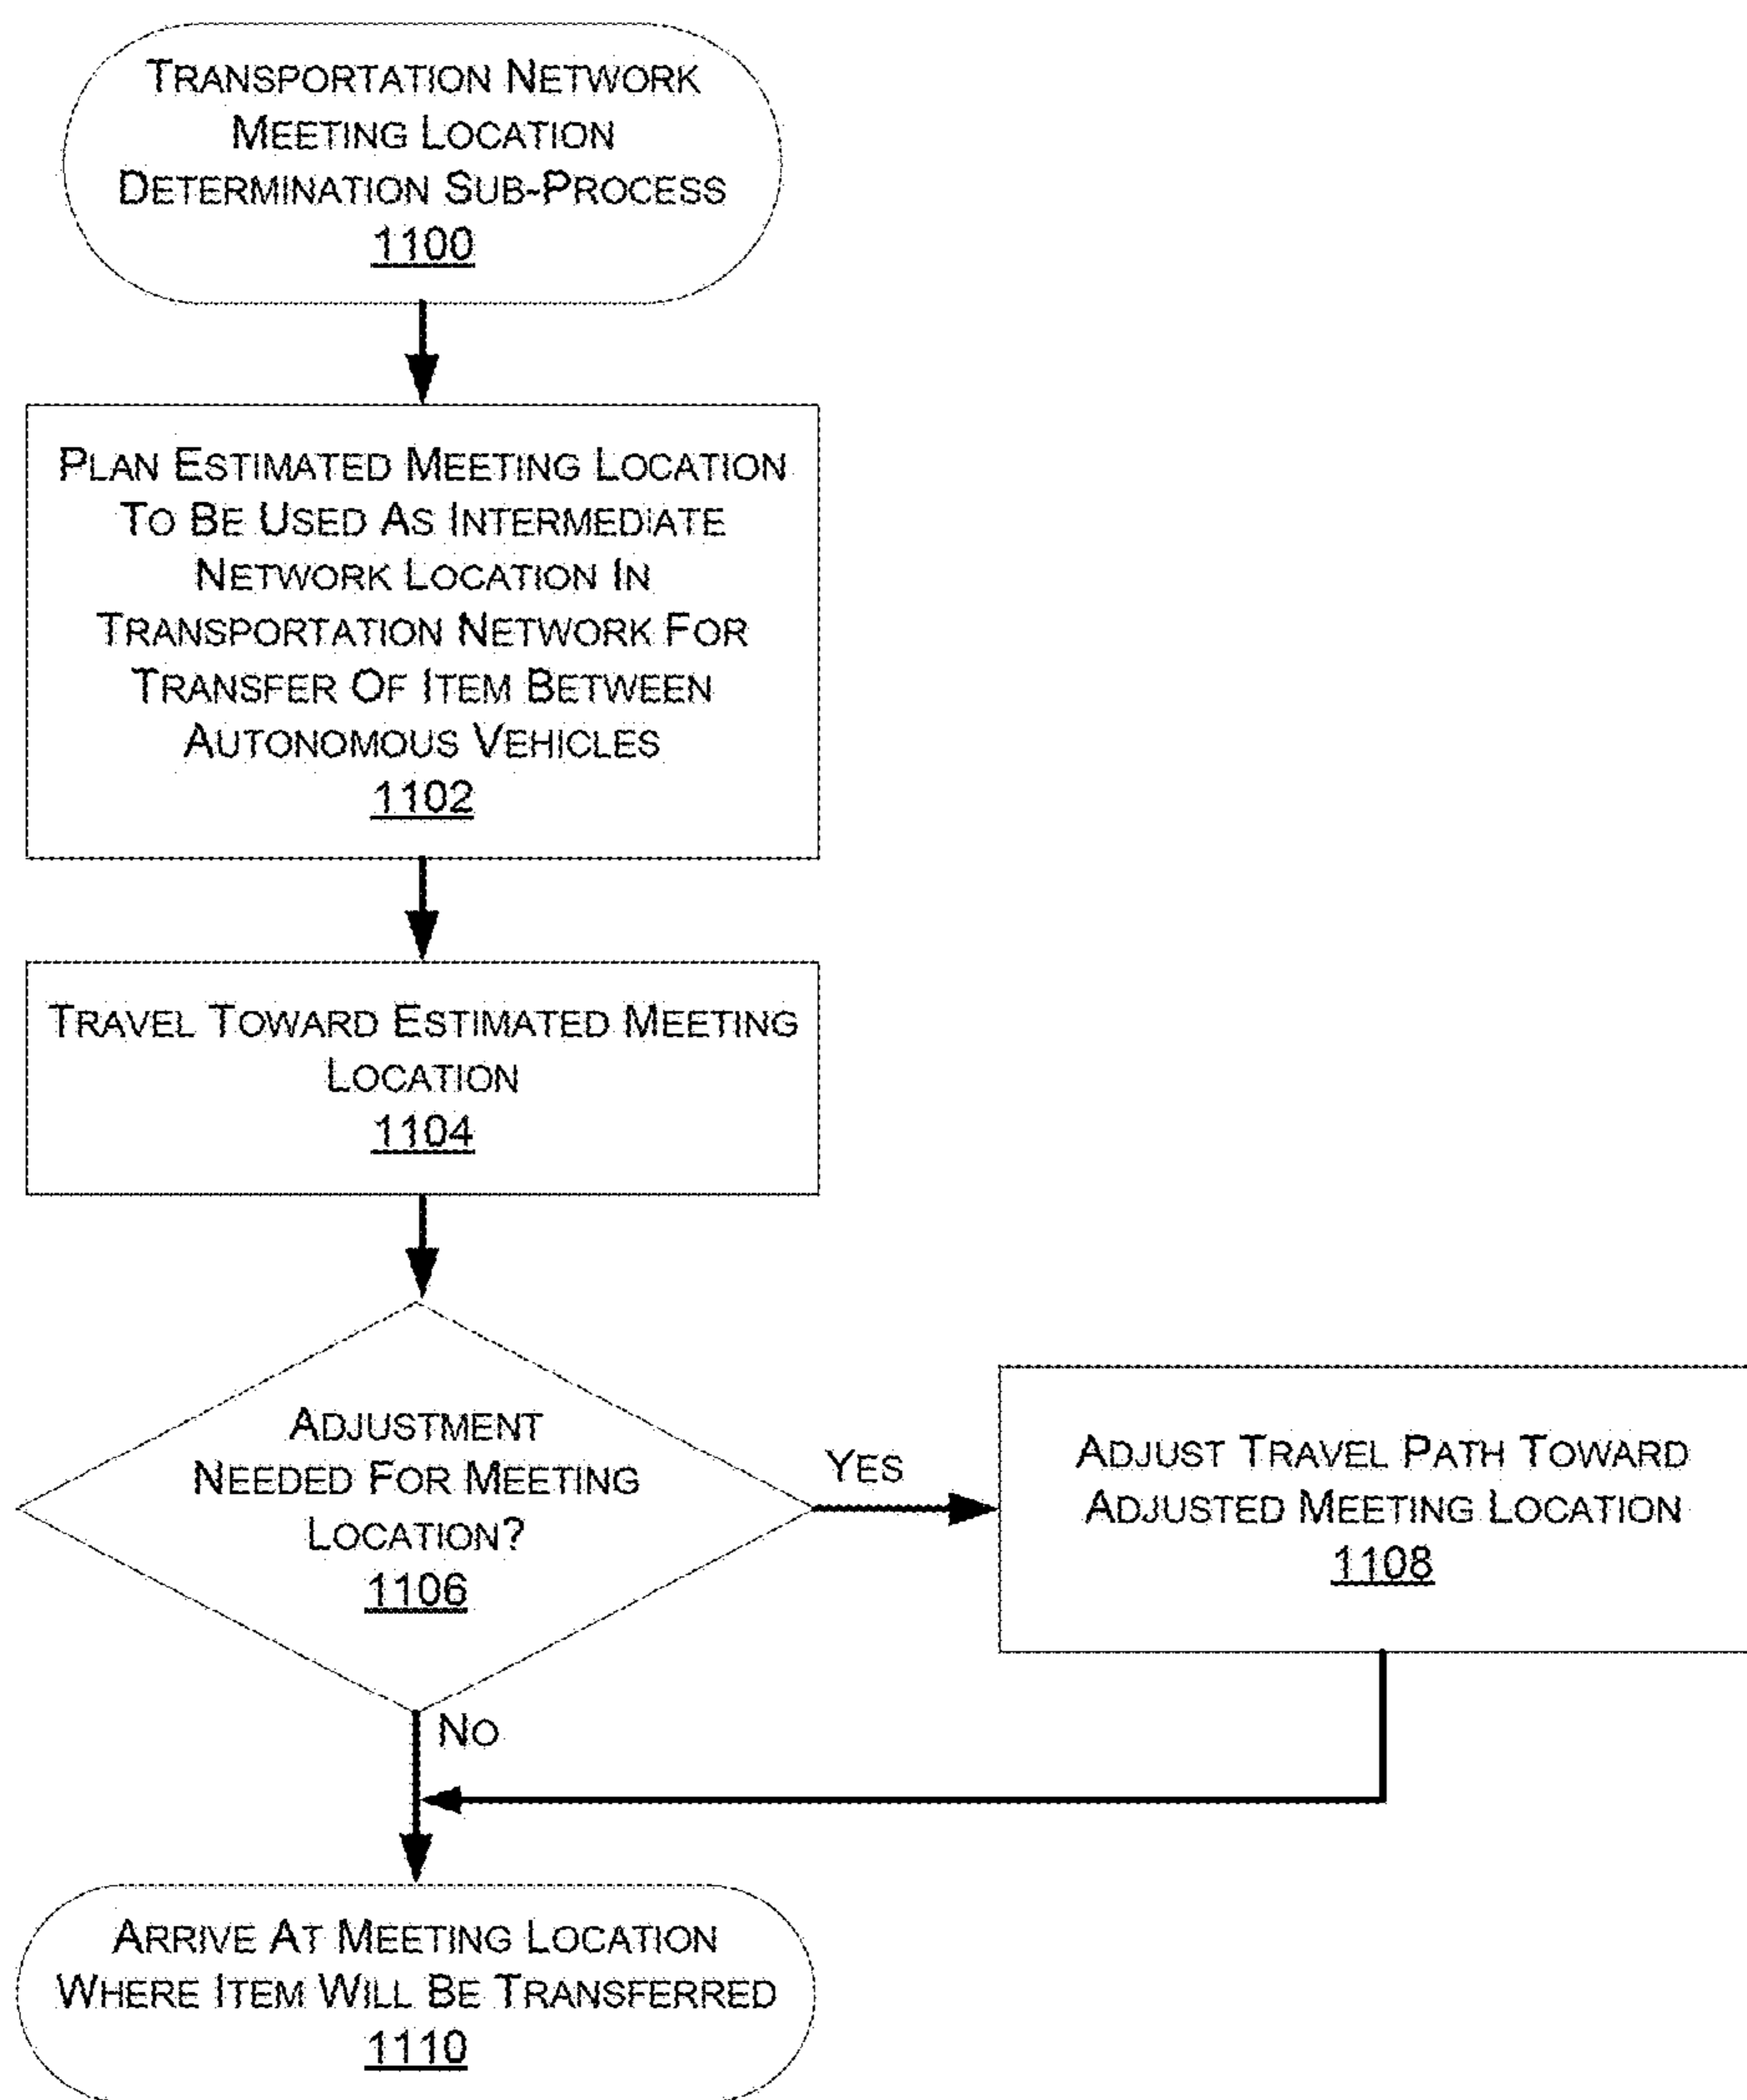 TRANSPORTATION NETWORK
MEETING LOCATION
DETERMINATION SUB-PROCESS
1100
PLAN ESTIMATED MEETING LOCATION
TO BE USED AS INTERMEDIATE
NETWORK LOCATION IN
TRANSPORTATION NETWORK FOR
TRANSFER OF ITEM BETWEEN
AUTONOMOUS VEHICLES
1102
TRAVEL TOWARD ESTIMATED MEETING
LOCATION
1104
ADJUSTMENT
NEEDED FOR MEETING
LOCATION?
1106
YES
ADJUST TRAVEL PATH TOWARD
ADJUSTED MEETING LOCATION
1108
NO
ARRIVE AT MEETING LOCATION
WHERE ITEM WILL BE TRANSFERRED
1110